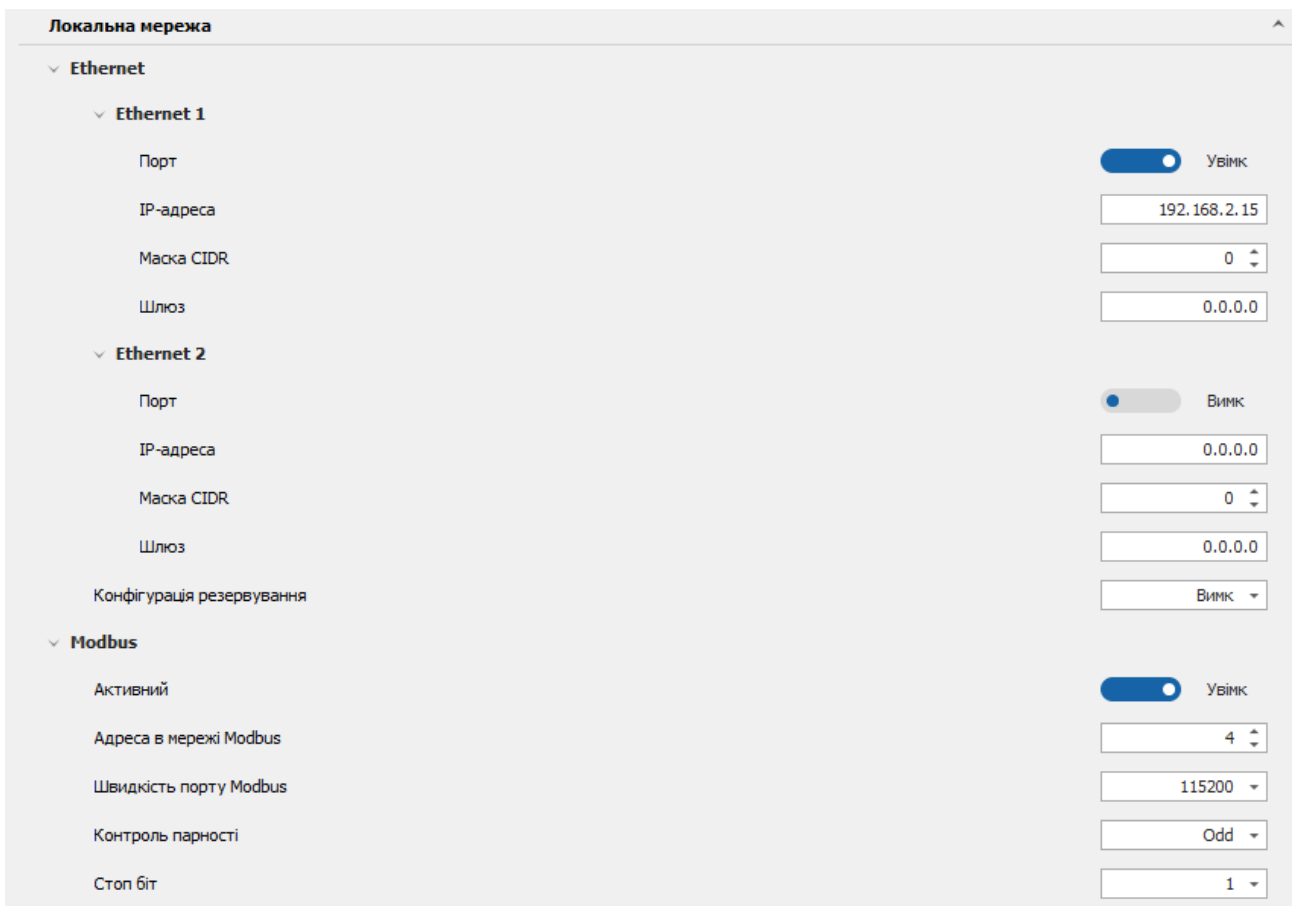 Локальна мережа
Ethernet
Ethernet 1
Порт Увімк
IP-адреса 192.168.2.15
Маска CIDR 0
Шлюз 0.0.0.0
Ethernet 2
Порт Вимк
IP-адреса 0.0.0.0
Маска CIDR 0
Шлюз 0.0.0.0
Конфігурація резервування Вимк
Modbus
Активний Увімк
Адреса в мережі Modbus 4
Швидкість порту Modbus 115200
Контроль парності Odd
Стоп біт 1